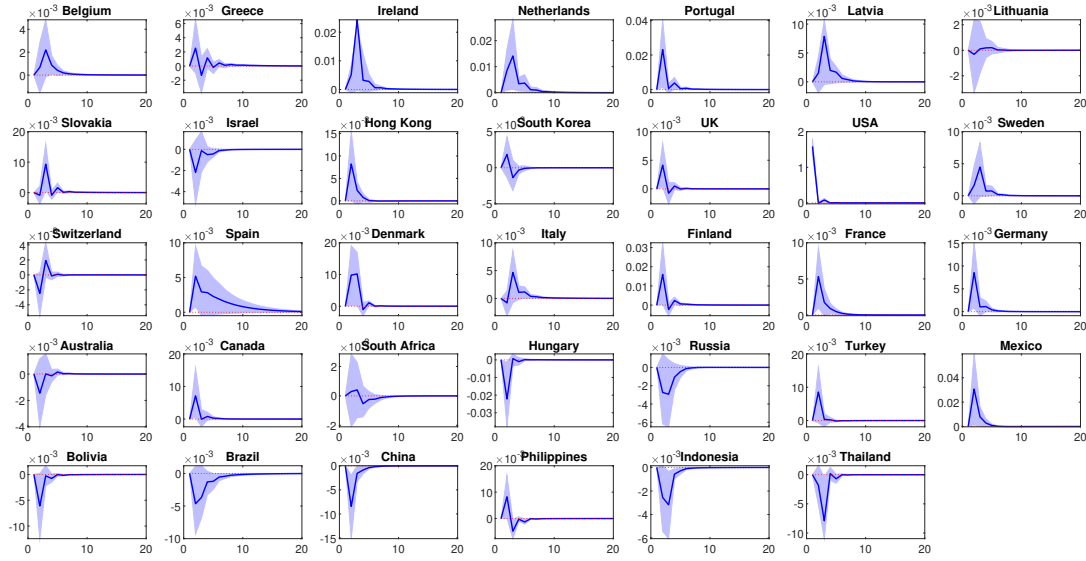 Belgium
×10⁻³
4
2
0
0 10 20
Greece
×10⁻³
6
4
2
0
-2
0 10 20
Ireland
0.02
0.01
0
0 10 20
Netherlands
0.02
0.01
0
0 10 20
Portugal
0.04
0.02
0
0 10 20
Latvia
×10⁻³
10
5
0
0 10 20
Lithuania
×10⁻³
2
0
-2
0 10 20
Slovakia
×10⁻³
20
10
0
0 10 20
Israel
×10⁻³
0
-2
-4
0 10 20
Hong Kong
×10⁻³
15
10
5
0
0 10 20
South Korea
×10⁻³
5
0
-5
0 10 20
UK
×10⁻³
10
5
0
0 10 20
USA
2
1
0
0 10 20
Sweden
×10⁻³
10
5
0
0 10 20
Switzerland
×10⁻³
4
2
0
-2
-4
0 10 20
Spain
×10⁻³
10
5
0
0 10 20
Denmark
×10⁻³
20
10
0
0 10 20
Italy
×10⁻³
10
5
0
0 10 20
Finland
0.03
0.02
0.01
0
0 10 20
France
×10⁻³
10
5
0
0 10 20
Germany
×10⁻³
15
10
5
0
0 10 20
Australia
×10⁻³
0
-2
-4
0 10 20
Canada
×10⁻³
20
10
0
0 10 20
South Africa
×10⁻³
2
0
-2
0 10 20
Hungary
0
-0.01
-0.02
-0.03
0 10 20
Russia
×10⁻³
0
-2
-4
-6
0 10 20
Turkey
×10⁻³
20
10
0
0 10 20
Mexico
0.04
0.02
0
0 10 20
Bolivia
×10⁻³
0
-5
-10
0 10 20
Brazil
×10⁻³
0
-5
-10
0 10 20
China
×10⁻³
0
-5
-10
-15
0 10 20
Philippines
×10⁻³
20
10
0
0 10 20
Indonesia
×10⁻³
0
-2
-4
-6
0 10 20
Thailand
×10⁻³
0
-5
-10
0 10 20